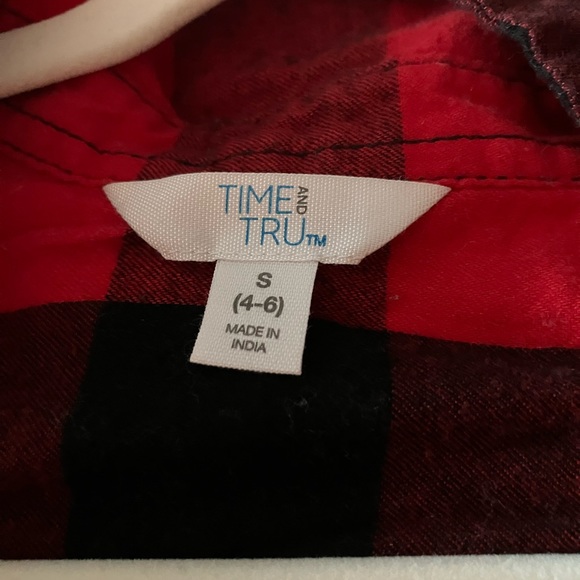 TIME AND
TRU™
S
(4-6)
MADE IN
INDIA